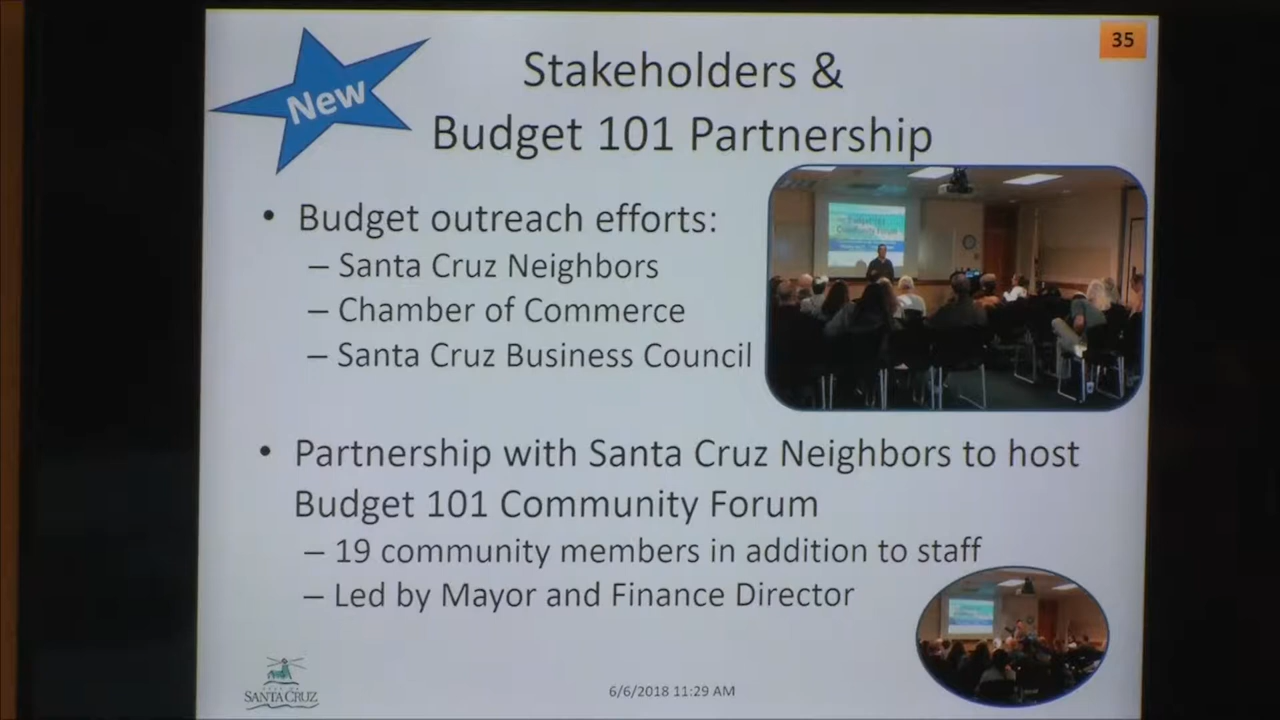 35
New
Stakeholders &
Budget 101 Partnership
• Budget outreach efforts:
– Santa Cruz Neighbors
– Chamber of Commerce
– Santa Cruz Business Council
• Partnership with Santa Cruz Neighbors to host
Budget 101 Community Forum
– 19 community members in addition to staff
– Led by Mayor and Finance Director
SANTA CRUZ
6/6/2018 11:29 AM